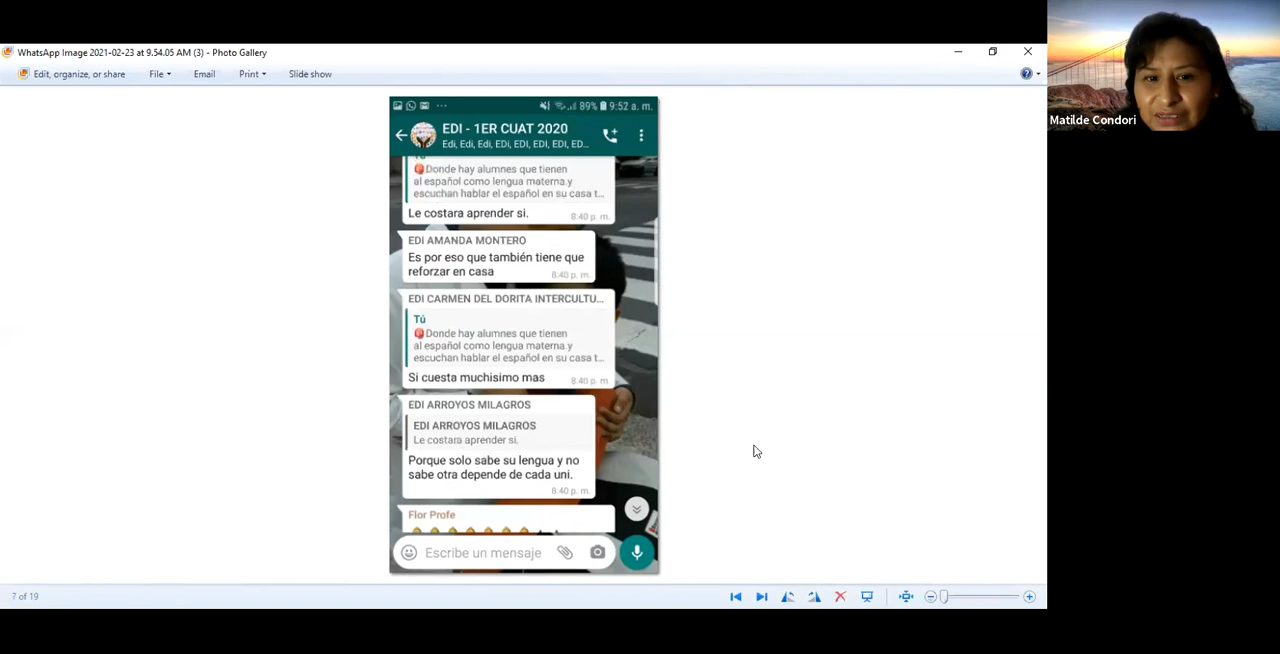 WhatsApp Image 2021-02-23 at 9.54.05 AM (3) - Photo Gallery
Edit, organize, or share File Email Print Slide show
89% 9:52 a. m.
EDI - 1ER CUAT 2020
Edi, Edi, Edi, EDi, EDI, EDI, EDI, ED...
Tú
Donde hay alumnes que tienen
al español como lengua materna.y
escuchan hablar el español en su casa t...
Le costara aprender si.
8:40 p. m.
EDI AMANDA MONTERO
Es por eso que también tiene que
reforzar en casa
8:40 p. m.
EDI CARMEN DEL DORITA INTERCULTU...
Tú
Donde hay alumnes que tienen
al español como lengua materna.y
escuchan hablar el español en su casa t...
Si cuesta muchisimo mas
8:40 p. m.
EDI ARROYOS MILAGROS
EDI ARROYOS MILAGROS
Le costara aprender si.
Porque solo sabe su lengua y no
sabe otra depende de cada uni.
8:40 p. m.
Flor Profe
Escribe un mensaje
7 of 19
Matilde Condori